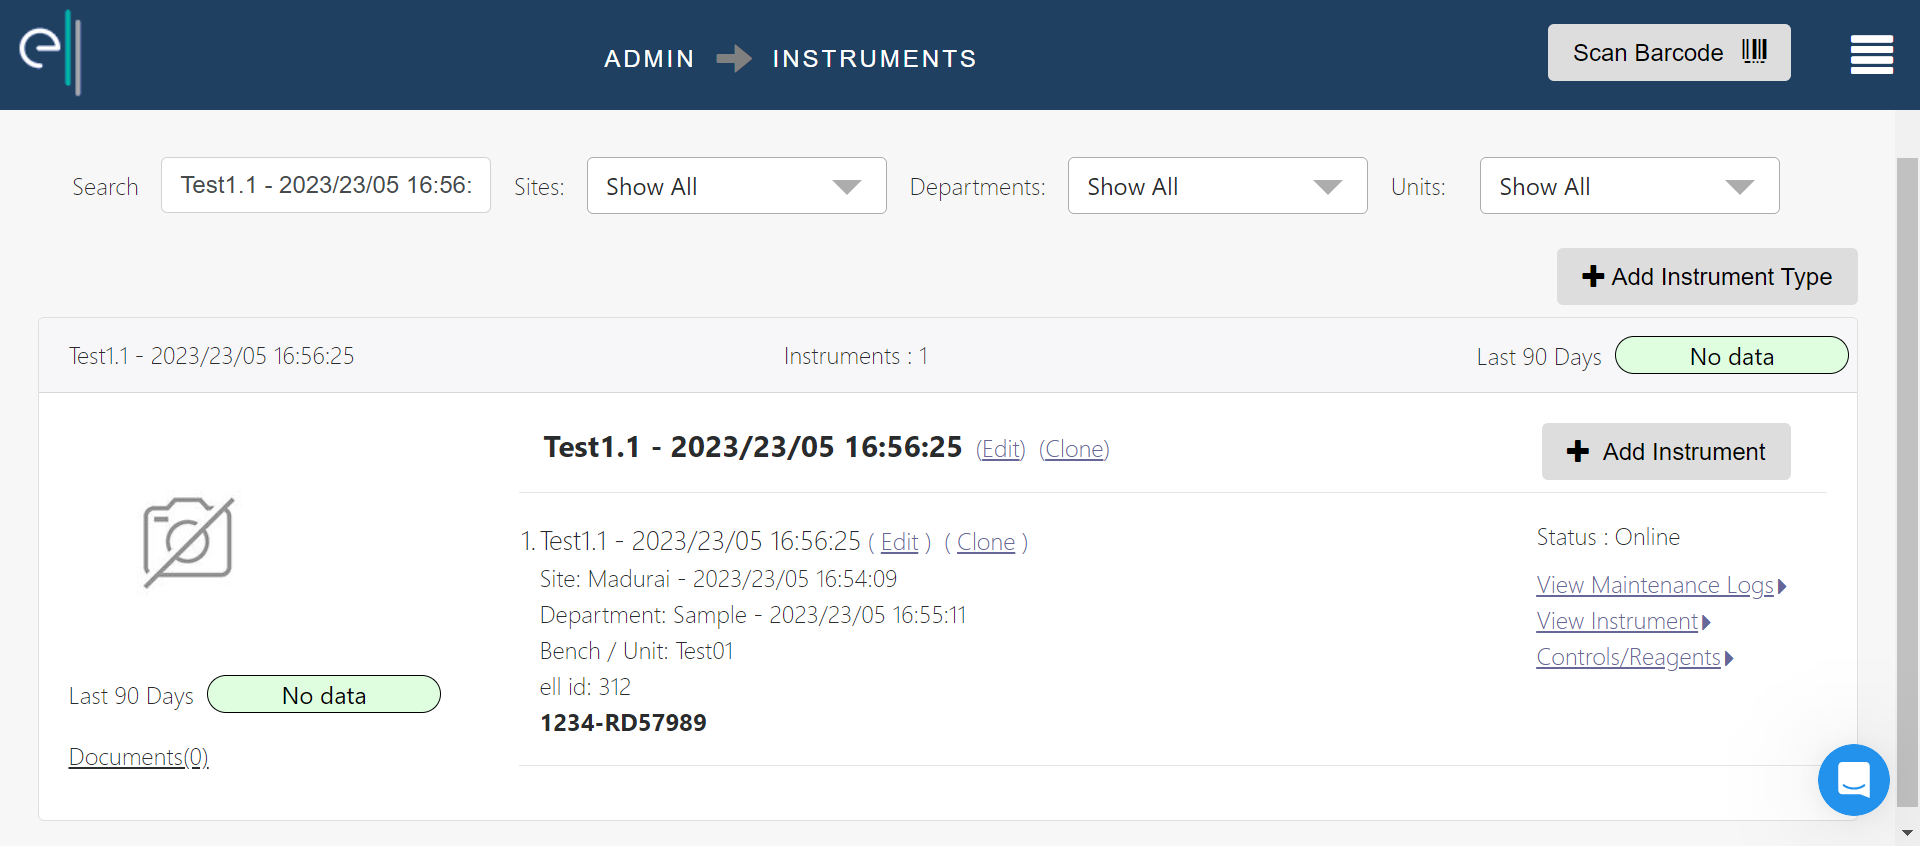 ell
ADMIN INSTRUMENTS
Scan Barcode
Search Test1.1 - 2023/23/05 16:56: Sites: Show All Departments: Show All Units: Show All
Add Instrument Type
Test1.1 - 2023/23/05 16:56:25 Instruments : 1 Last 90 Days No data
Test1.1 - 2023/23/05 16:56:25 (Edit) (Clone) Add Instrument
1. Test1.1 - 2023/23/05 16:56:25 ( Edit ) ( Clone ) Status : Online
Site: Madurai - 2023/23/05 16:54:09 View Maintenance Logs
Department: Sample - 2023/23/05 16:55:11 View Instrument
Bench / Unit: Test01 Controls/Reagents
ell id: 312
1234-RD57989
Last 90 Days No data
Documents(0)